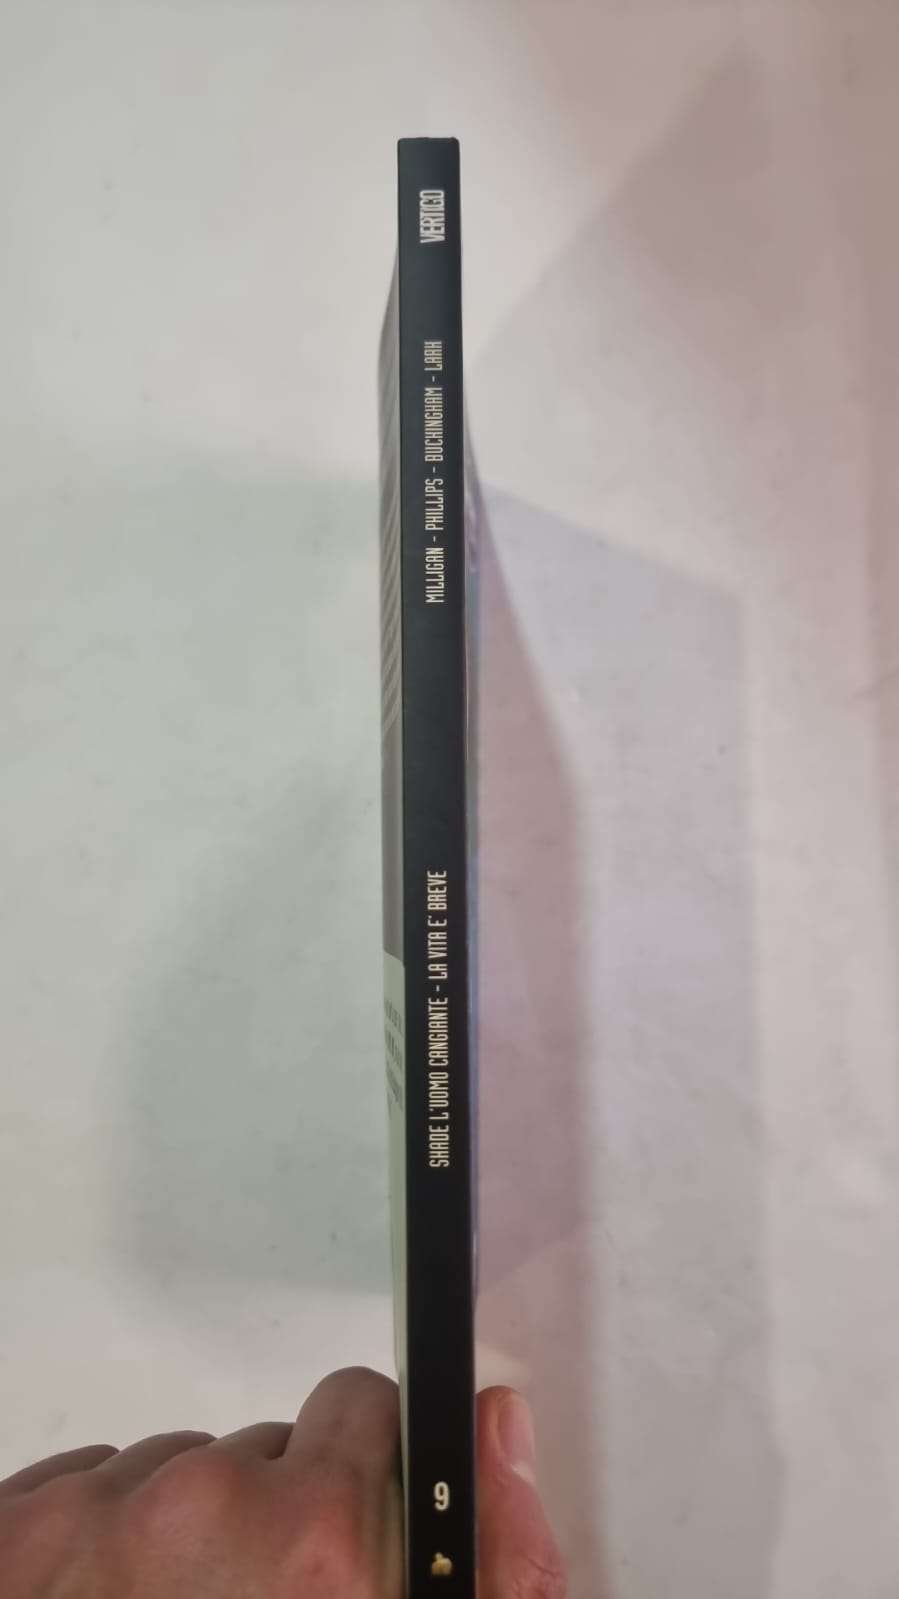 VERTIGO
MILLIGAN - PHILLIPS - BUCKINGHAM - LARK
SHADE L'UOMO CANGIANTE - LA VITA E' BREVE
9